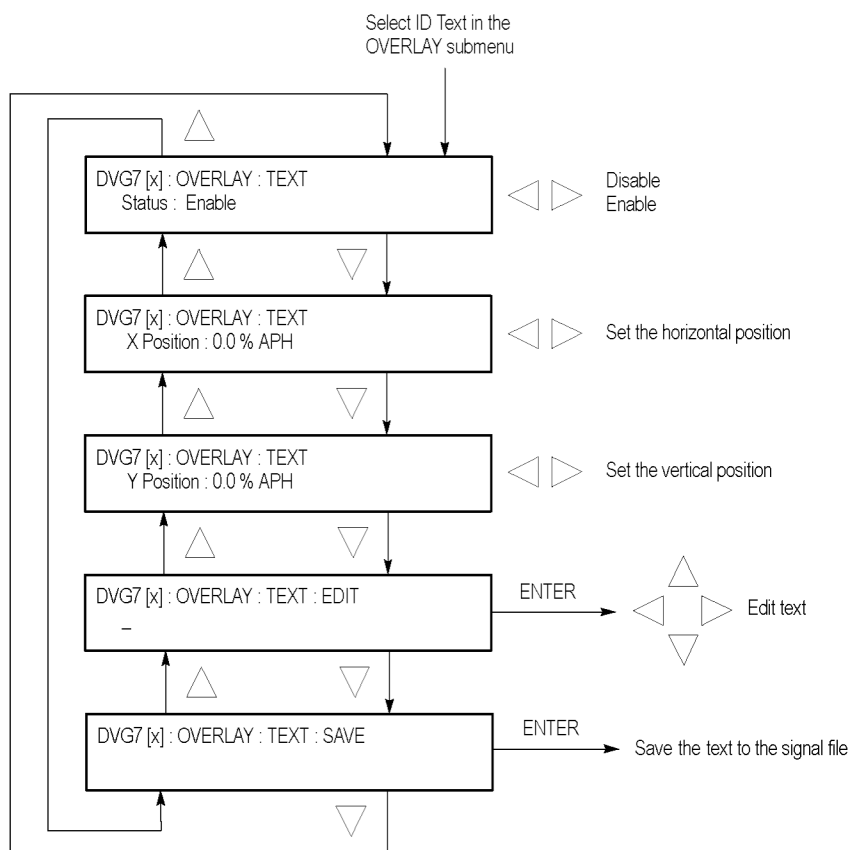 Select ID Text in the
OVERLAY submenu
DVG7 [x] : OVERLAY : TEXT
Status : Enable
Disable
Enable
DVG7 [x] : OVERLAY : TEXT
X Position : 0.0 % APH
Set the horizontal position
DVG7 [x] : OVERLAY : TEXT
Y Position : 0.0 % APH
Set the vertical position
DVG7 [x] : OVERLAY : TEXT : EDIT
_
ENTER
Edit text
DVG7 [x] : OVERLAY : TEXT : SAVE
ENTER
Save the text to the signal file